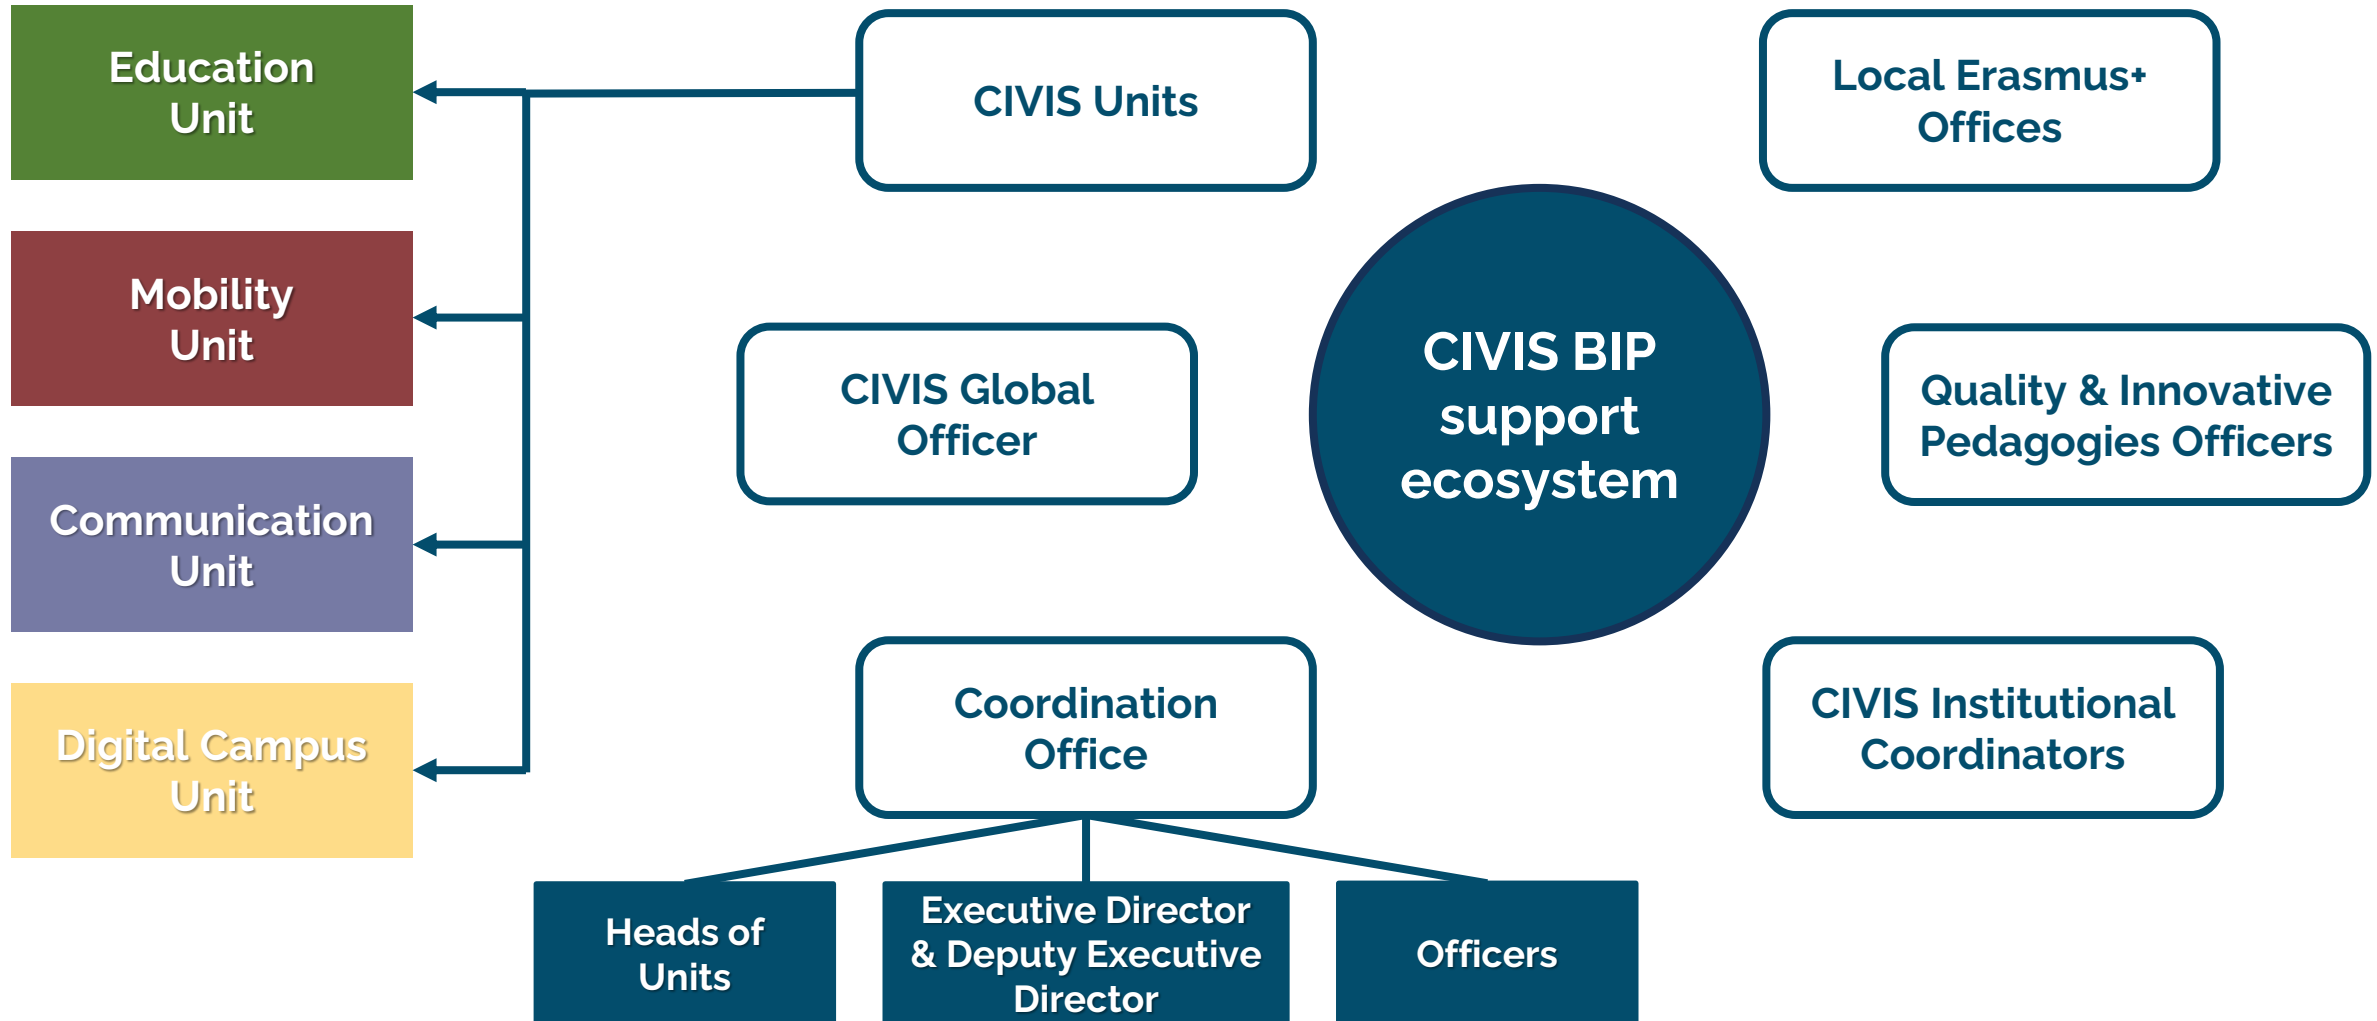 Education
Unit
CIVIS Units
Local Erasmus+
Offices
Mobility
Unit
CIVIS Global
Officer
CIVIS BIP
support
ecosystem
Quality & Innovative
Pedagogies Officers
Communication
Unit
Digital Campus
Unit
Coordination
Office
CIVIS Institutional
Coordinators
Heads of
Units
Executive Director
& Deputy Executive
Director
Officers